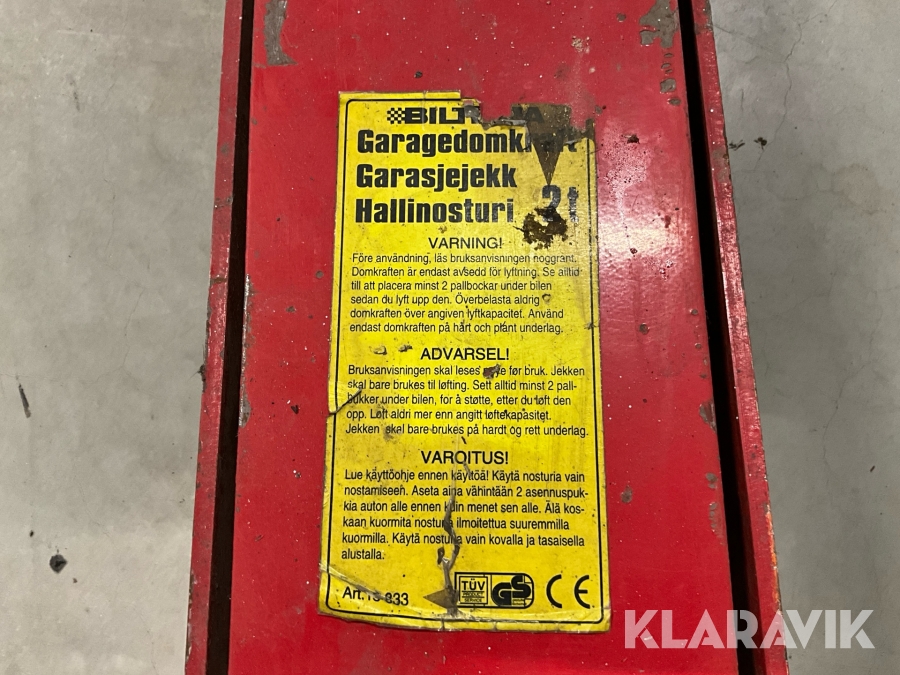 Garagedomkraft
Garasjejekk
Hallinosturi 2t
VARNING!
Före användning, läs bruksanvisningen noggrant.
Domkraften är endast avsedd för lyftning. Se alltid
till att placera minst 2 pallbockar under bilen
sedan du lyft upp den. Överbelasta aldrig
domkraften över angiven lyftkapacitet. Använd
endast domkraften på hårt och plant underlag.
ADVARSEL!
Bruksanvisningen skal leses før bruk. Jekken
skal bare brukes til løfting. Sett alltid minst 2 pall-
bukker under bilen, for å støtte, etter du løft den
opp. Løft aldri mer enn angitt løftekapasitet.
Jekken skal bare brukes på hardt og rett underlag.
VAROITUS!
Lue käyttöohje ennen käyttöä! Käytä nosturia vain
nostamiseen. Aseta aina vähintään 2 asennuspuk-
kia auton alle ennen kuin menet sen alle. Älä kos-
kaan kuormita nosturia ilmoitettua suuremmilla
kuormilla. Käytä nosturia vain kovalla ja tasaisella
alustalla.
Art.
TÜV
PRODUCT
SERVICE
GS
CE
KLARAVIK